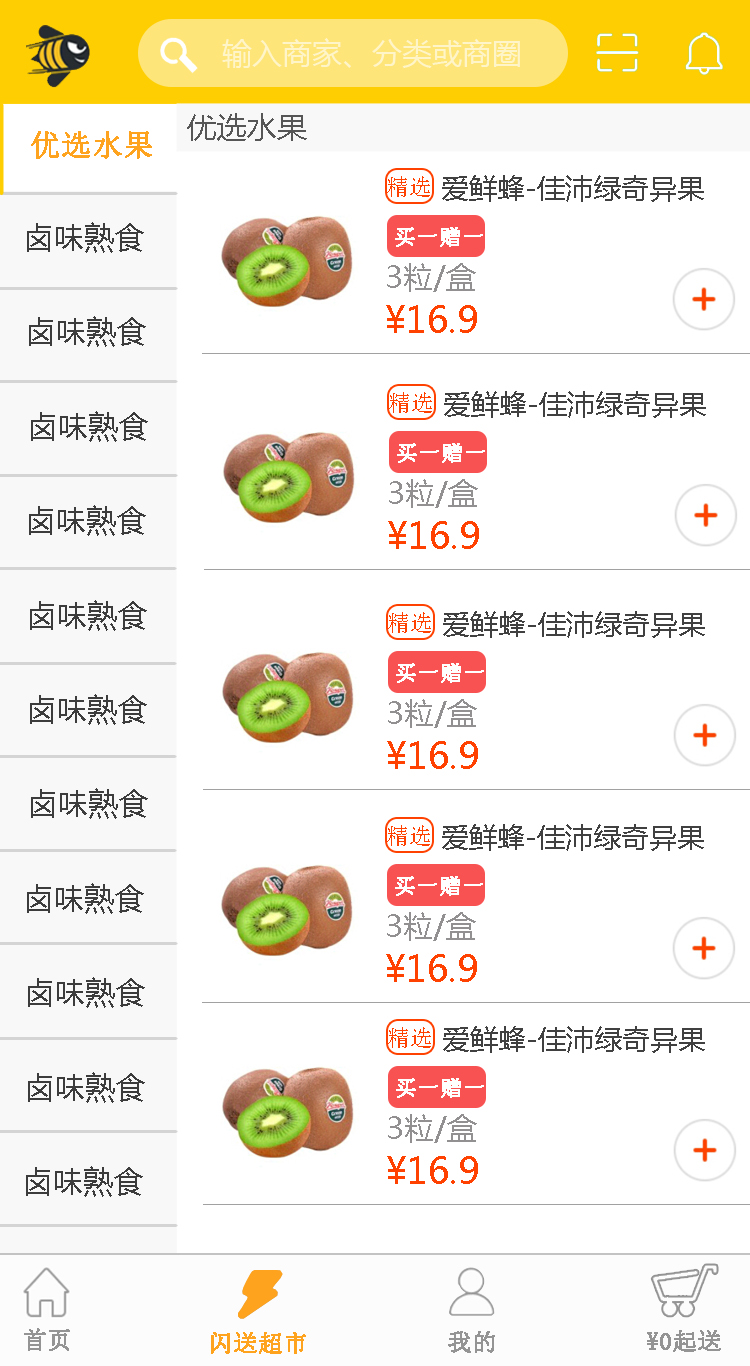 输入商家、分类或商圈
优选水果
卤味熟食
卤味熟食
卤味熟食
卤味熟食
卤味熟食
卤味熟食
卤味熟食
卤味熟食
卤味熟食
卤味熟食
卤味熟食
优选水果
精选 爱鲜蜂-佳沛绿奇异果
买一赠一
3粒/盒
¥16.9
精选 爱鲜蜂-佳沛绿奇异果
买一赠一
3粒/盒
¥16.9
精选 爱鲜蜂-佳沛绿奇异果
买一赠一
3粒/盒
¥16.9
精选 爱鲜蜂-佳沛绿奇异果
买一赠一
3粒/盒
¥16.9
精选 爱鲜蜂-佳沛绿奇异果
买一赠一
3粒/盒
¥16.9
首页 闪送超市 我的 ¥0起送